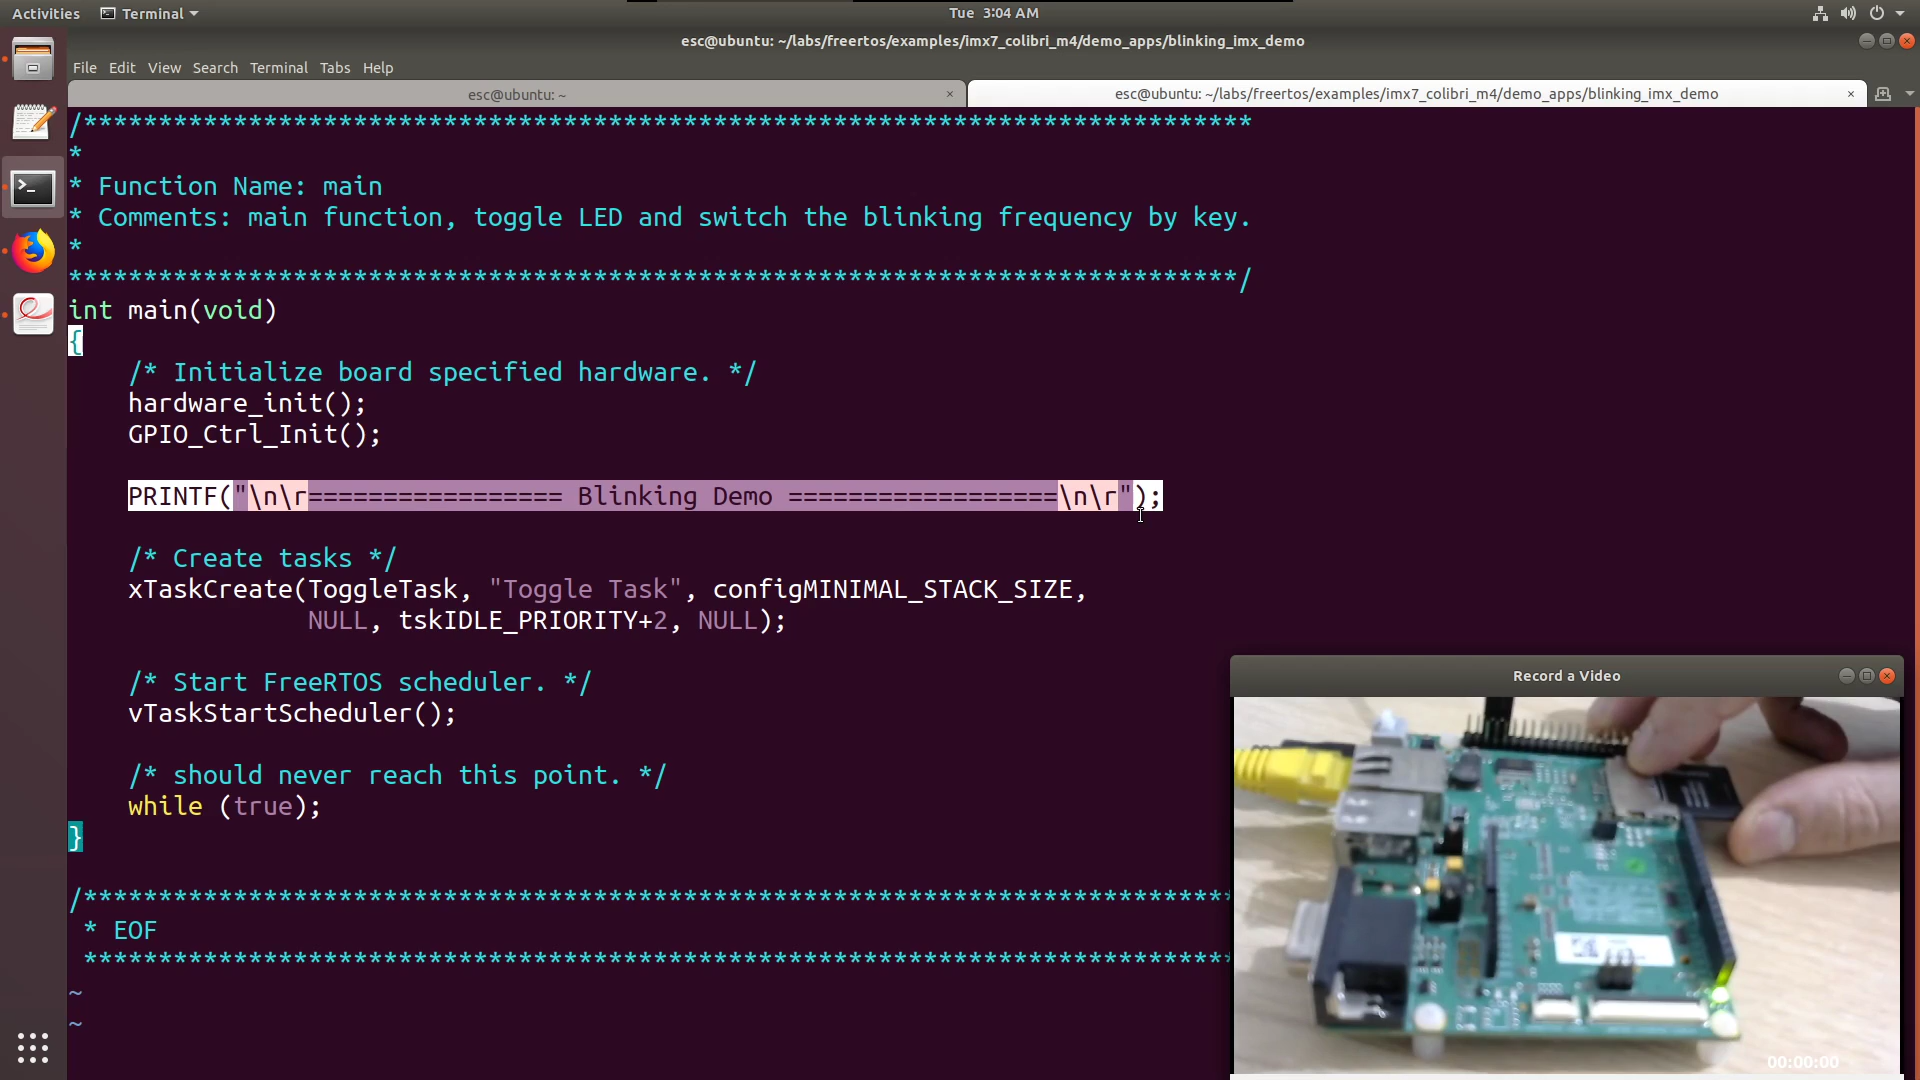 Activities Terminal Tue 3:04 AM
esc@ubuntu: ~/labs/freertos/examples/imx7_colibri_m4/demo_apps/blinking_imx_demo
File Edit View Search Terminal Tabs Help
esc@ubuntu: ~ × esc@ubuntu: ~/labs/freertos/examples/imx7_colibri_m4/demo_apps/blinking_imx_demo ×
/******************************************************************************
*
* Function Name: main
* Comments: main function, toggle LED and switch the blinking frequency by key.
*
******************************************************************************/
int main(void)
{
/* Initialize board specified hardware. */
hardware_init();
GPIO_Ctrl_Init();
PRINTF("\n\r================= Blinking Demo ==================\n\r");
/* Create tasks */
xTaskCreate(ToggleTask, "Toggle Task", configMINIMAL_STACK_SIZE,
NULL, tskIDLE_PRIORITY+2, NULL);
/* Start FreeRTOS scheduler. */
vTaskStartScheduler();
/* should never reach this point. */
while (true);
}
/*****************************************************************************
* EOF
*****************************************************************************
~
~
Record a Video
00:00:00